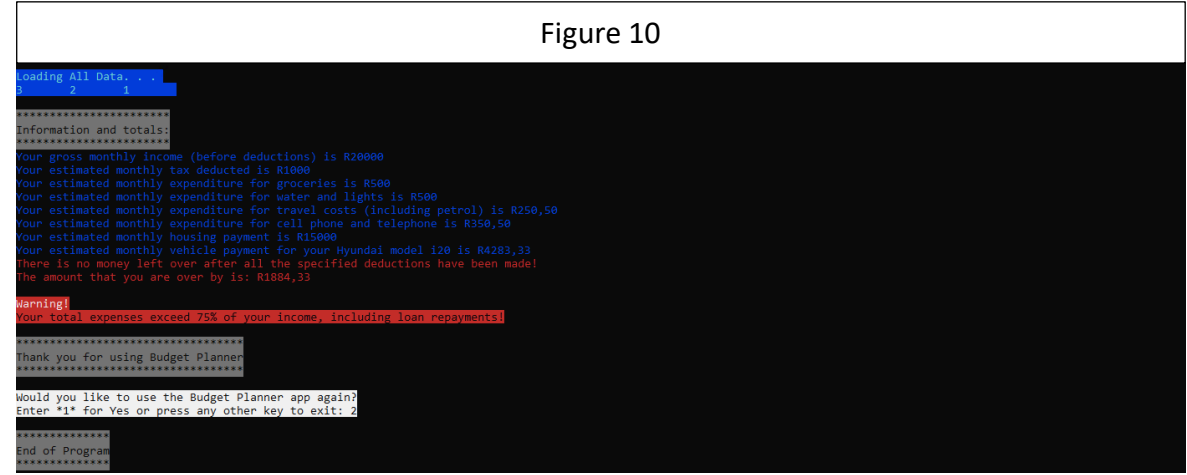 Figure 10
Loading All Data. . .
3 2 1
***********************
Information and totals:
***********************
Your gross monthly income (before deductions) is R20000
Your estimated monthly tax deducted is R1000
Your estimated monthly expenditure for groceries is R500
Your estimated monthly expenditure for water and lights is R500
Your estimated monthly expenditure for travel costs (including petrol) is R250,50
Your estimated monthly expenditure for cell phone and telephone is R350,50
Your estimated monthly housing payment is R15000
Your estimated monthly vehicle payment for your Hyundai model i20 is R4283,33
There is no money left over after all the specified deductions have been made!
The amount that you are over by is: R1884,33
Warning!
Your total expenses exceed 75% of your income, including loan repayments!
**********************************
Thank you for using Budget Planner
**********************************
Would you like to use the Budget Planner app again?
Enter *1* for Yes or press any other key to exit: 2
**************
End of Program
**************